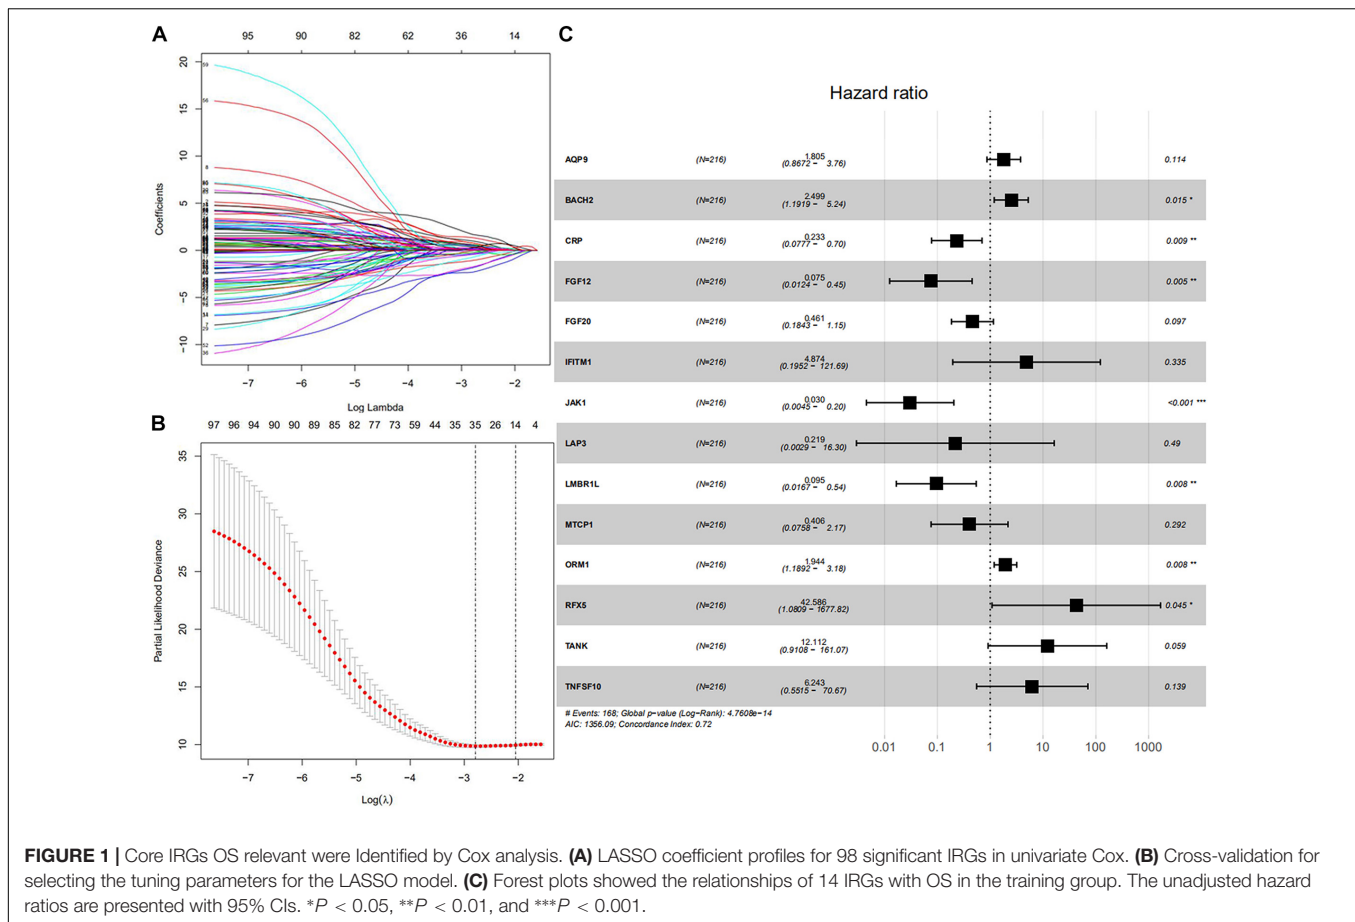 A
95 90 82 62 36 14
20
15
10
5
0
−5
−10
Coefficients
59
56
8
7
29
52
36
−7 −6 −5 −4 −3 −2
Log Lambda
B
97 96 94 90 90 89 85 82 77 73 59 44 35 35 26 14 4
35
30
25
20
15
10
Partial Likelihood Deviance
−7 −6 −5 −4 −3 −2
Log(λ)
C
Hazard ratio
AQP9 (N=216) 1.805 (0.8672 − 3.76) 0.114
BACH2 (N=216) 2.499 (1.1919 − 5.24) 0.015 *
CRP (N=216) 0.233 (0.0777 − 0.70) 0.009 **
FGF12 (N=216) 0.075 (0.0124 − 0.45) 0.005 **
FGF20 (N=216) 0.461 (0.1843 − 1.15) 0.097
IFITM1 (N=216) 4.874 (0.1952 − 121.69) 0.335
JAK1 (N=216) 0.030 (0.0045 − 0.20) <0.001 ***
LAP3 (N=216) 0.219 (0.0029 − 16.30) 0.49
LMBR1L (N=216) 0.095 (0.0167 − 0.54) 0.008 **
MTCP1 (N=216) 0.406 (0.0758 − 2.17) 0.292
ORM1 (N=216) 1.944 (1.1892 − 3.18) 0.008 **
RFX5 (N=216) 42.586 (1.0809 − 1677.82) 0.045 *
TANK (N=216) 12.112 (0.9108 − 161.07) 0.059
TNFSF10 (N=216) 6.243 (0.5515 − 70.67) 0.139
# Events: 168; Global p−value (Log−Rank): 4.7608e−14
AIC: 1356.09; Concordance Index: 0.72
0.01 0.1 1 10 100 1000
FIGURE 1 | Core IRGs OS relevant were Identified by Cox analysis. (A) LASSO coefficient profiles for 98 significant IRGs in univariate Cox. (B) Cross-validation for
selecting the tuning parameters for the LASSO model. (C) Forest plots showed the relationships of 14 IRGs with OS in the training group. The unadjusted hazard
ratios are presented with 95% CIs. *P < 0.05, **P < 0.01, and ***P < 0.001.